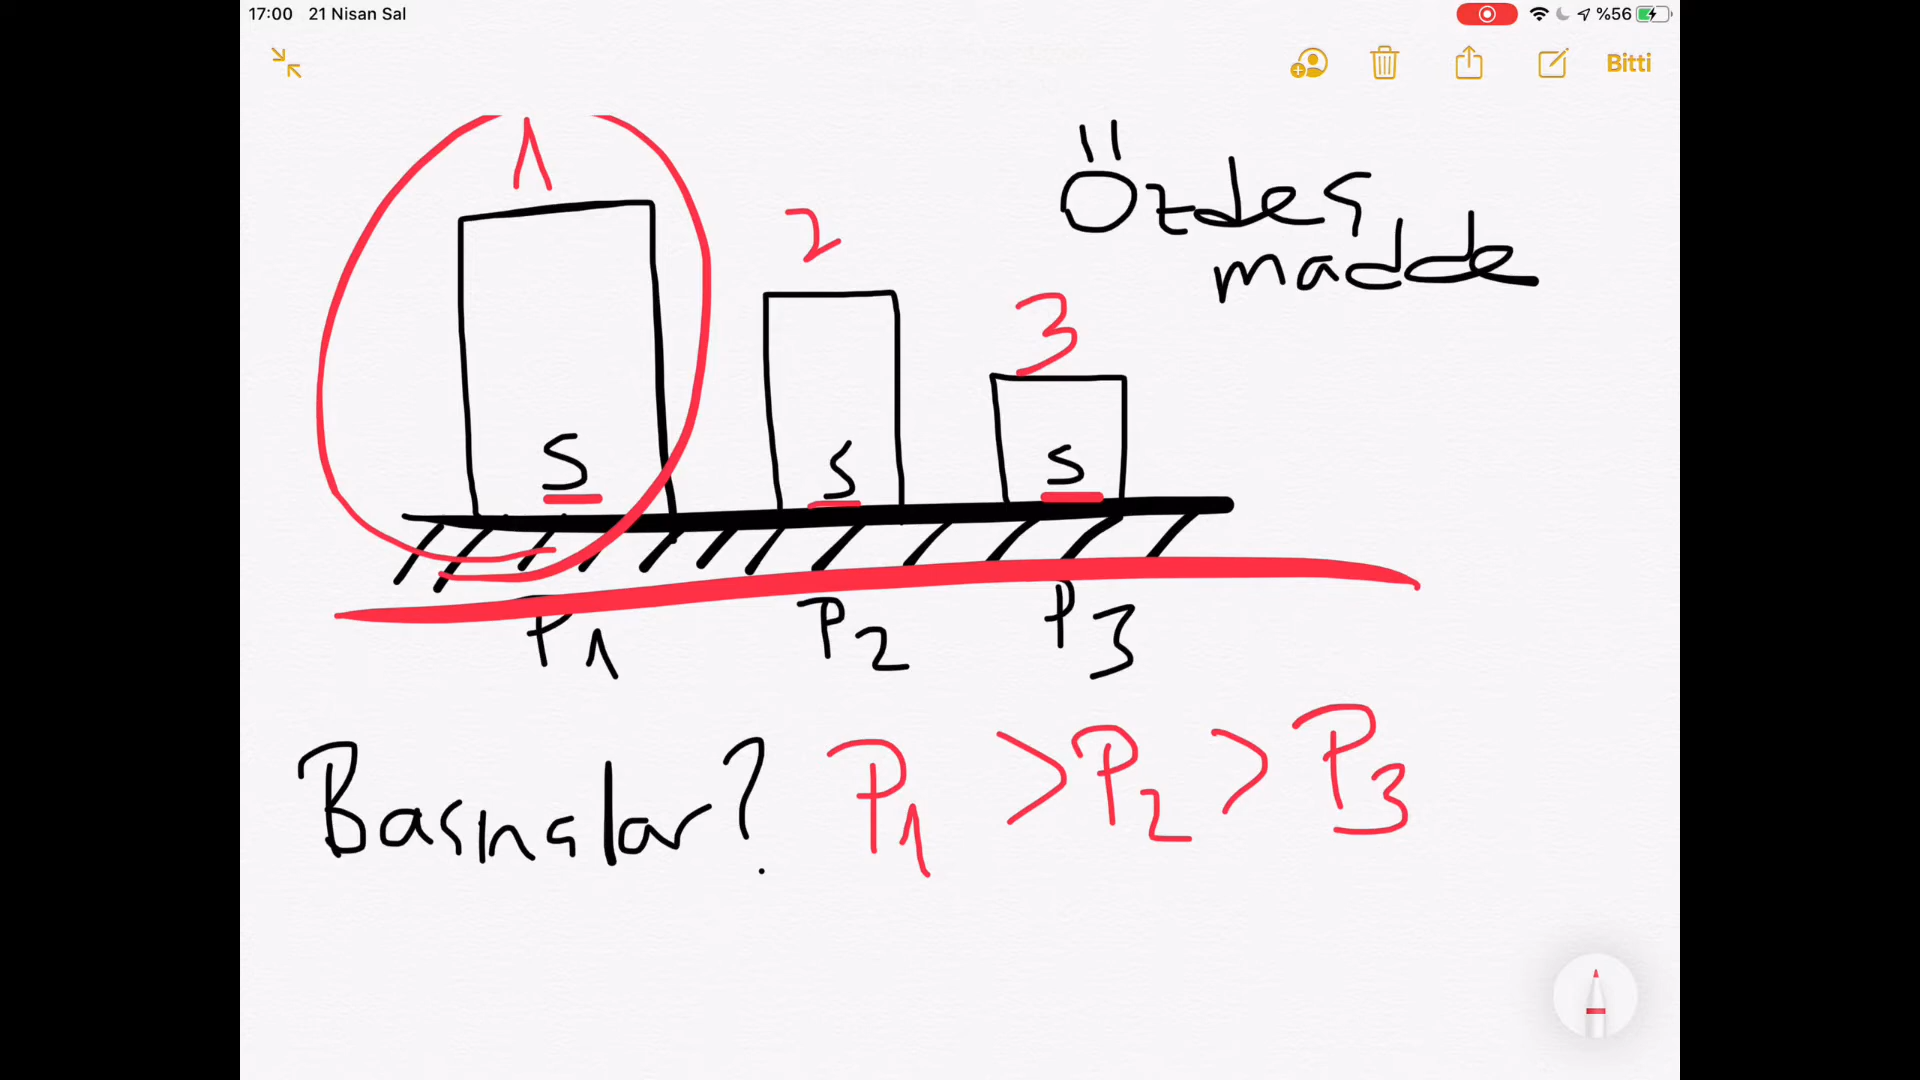 17:00 21 Nisan Sal %56
Bitti
1
2
3
Özdeş
madde
S S S
P1 P2 P3
Basınçlar? P1 > P2 > P3